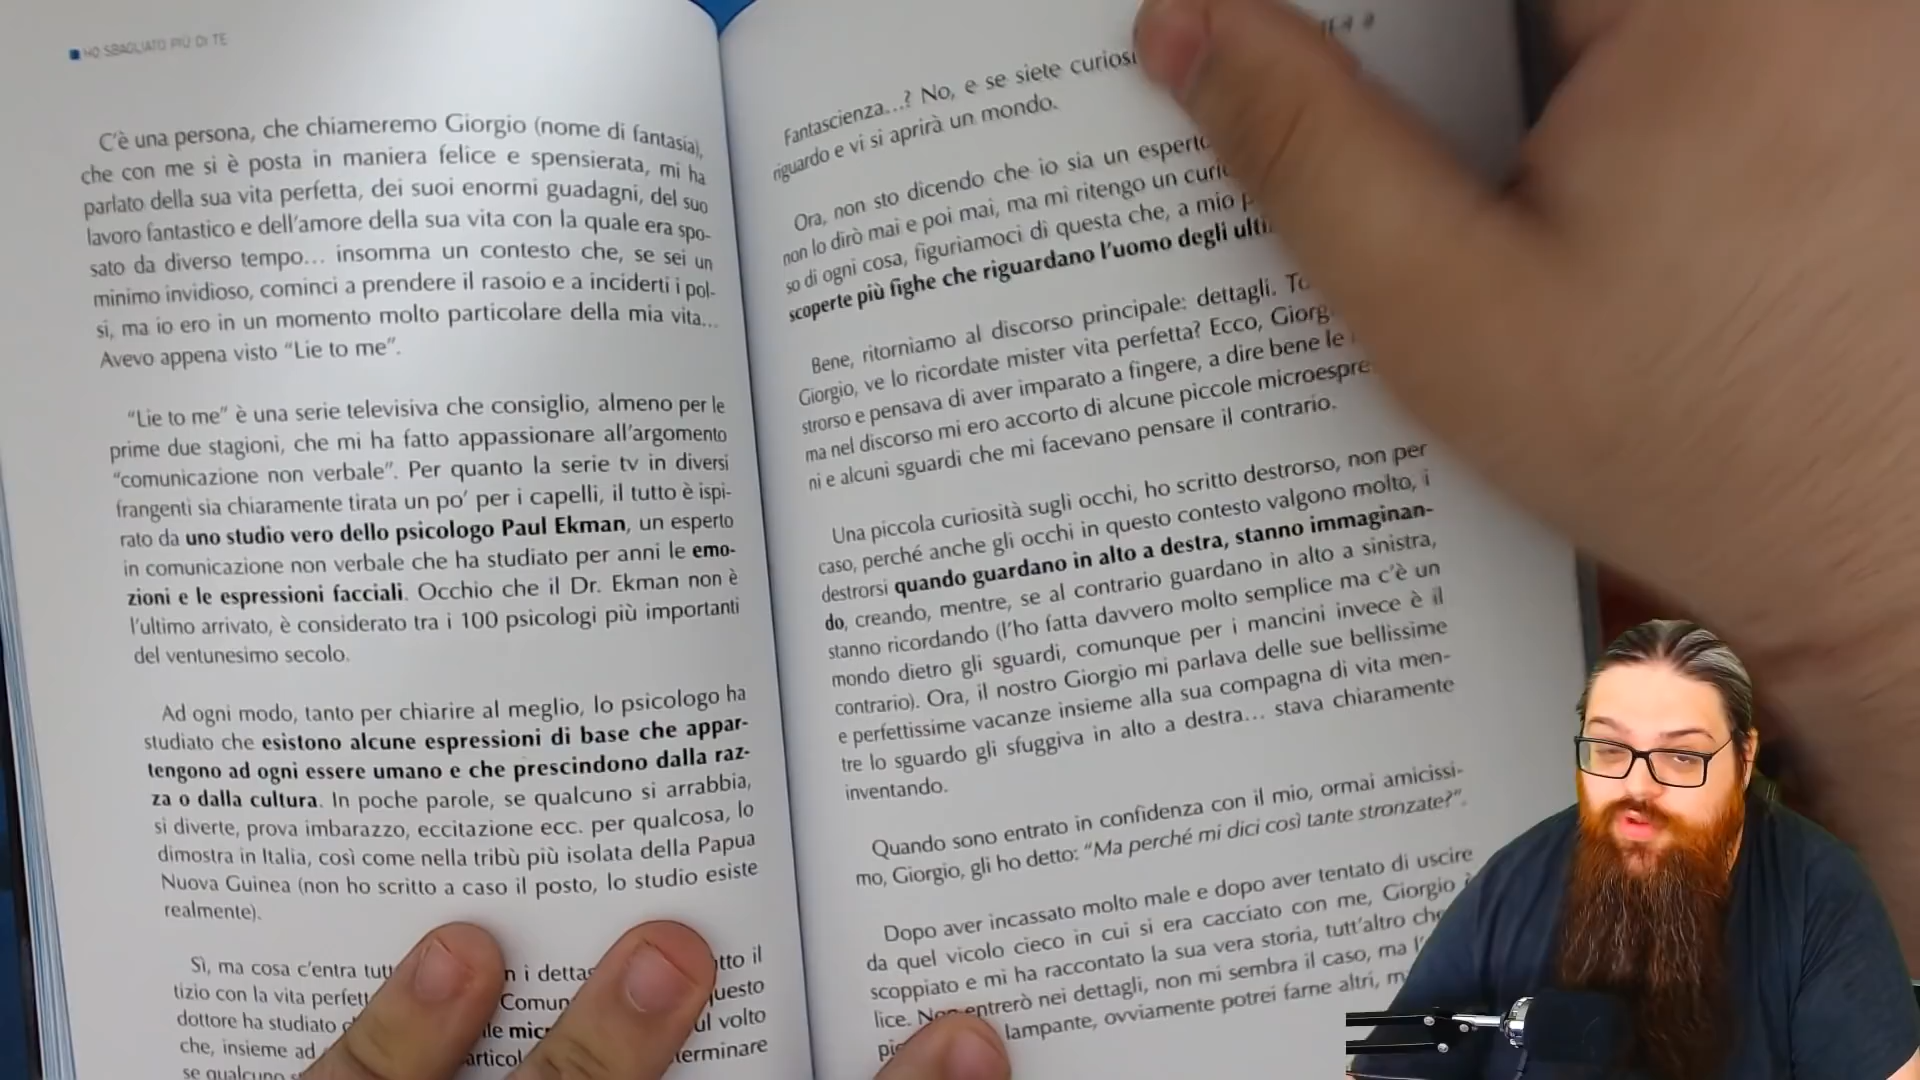 HO SBAGLIATO PIÙ DI TE
C'è una persona, che chiameremo Giorgio (nome di fantasia),
che con me si è posta in maniera felice e spensierata, mi ha
parlato della sua vita perfetta, dei suoi enormi guadagni, del suo
lavoro fantastico e dell'amore della sua vita con la quale era spo-
sato da diverso tempo... insomma un contesto che, se sei un
minimo invidioso, cominci a prendere il rasoio e a inciderti i pol-
si, ma io ero in un momento molto particolare della mia vita...
Avevo appena visto "Lie to me".
"Lie to me" è una serie televisiva che consiglio, almeno per le
prime due stagioni, che mi ha fatto appassionare all'argomento
"comunicazione non verbale". Per quanto la serie tv in diversi
frangenti sia chiaramente tirata un po' per i capelli, il tutto è ispi-
rato da uno studio vero dello psicologo Paul Ekman, un esperto
in comunicazione non verbale che ha studiato per anni le emo-
zioni e le espressioni facciali. Occhio che il Dr. Ekman non è
l'ultimo arrivato, è considerato tra i 100 psicologi più importanti
del ventunesimo secolo.
Ad ogni modo, tanto per chiarire al meglio, lo psicologo ha
studiato che esistono alcune espressioni di base che appar-
tengono ad ogni essere umano e che prescindono dalla raz-
za o dalla cultura. In poche parole, se qualcuno si arrabbia,
si diverte, prova imbarazzo, eccitazione ecc. per qualcosa, lo
dimostra in Italia, così come nella tribù più isolata della Papua
Nuova Guinea (non ho scritto a caso il posto, lo studio esiste
realmente).
Sì, ma cosa c'entra il
tizio con la vita
dottore ha studiato volto
che, insieme ad
se qualcuno
Fantascienza...? No, e se siete curiosi
riguardo e vi si aprirà un mondo.
Ora, non sto dicendo che io sia un
non lo dirò mai e poi mai, ma mi ritengo un
so di ogni cosa, figuriamoci di questa che, a mio
scoperte più fighe che riguardano l'uomo degli
Bene, ritorniamo al discorso principale: dettagli.
Giorgio, ve lo ricordate mister vita perfetta? Ecco,
strorso e pensava di aver imparato a fingere, a dire bene le
ma nel discorso mi ero accorto di alcune piccole
ni e alcuni sguardi che mi facevano pensare il contrario.
Una piccola curiosità sugli occhi, ho scritto destrorso, non per
caso, perché anche gli occhi in questo contesto valgono molto, i
destrorsi quando guardano in alto a destra, stanno immaginan-
do, creando, mentre, se al contrario guardano in alto a sinistra,
stanno ricordando (l'ho fatta davvero molto semplice ma c'è un
mondo dietro gli sguardi, comunque per i mancini invece è il
contrario). Ora, il nostro Giorgio mi parlava delle sue bellissime
e perfettissime vacanze insieme alla sua compagna di vita men-
tre lo sguardo gli sfuggiva in alto a destra... stava chiaramente
inventando.
Quando sono entrato in confidenza con il mio, ormai amicissi-
mo, Giorgio, gli ho detto: "Ma perché mi dici così tante stronzate?".
Dopo aver incassato molto male e dopo aver tentato di uscire
da quel vicolo cieco in cui si era cacciato con me, Giorgio è
scoppiato e mi ha raccontato la sua vera storia, tutt'altro che
lice. entrerò nei dettagli, non mi sembra il caso, ma
lampante, ovviamente potrei farne altri,